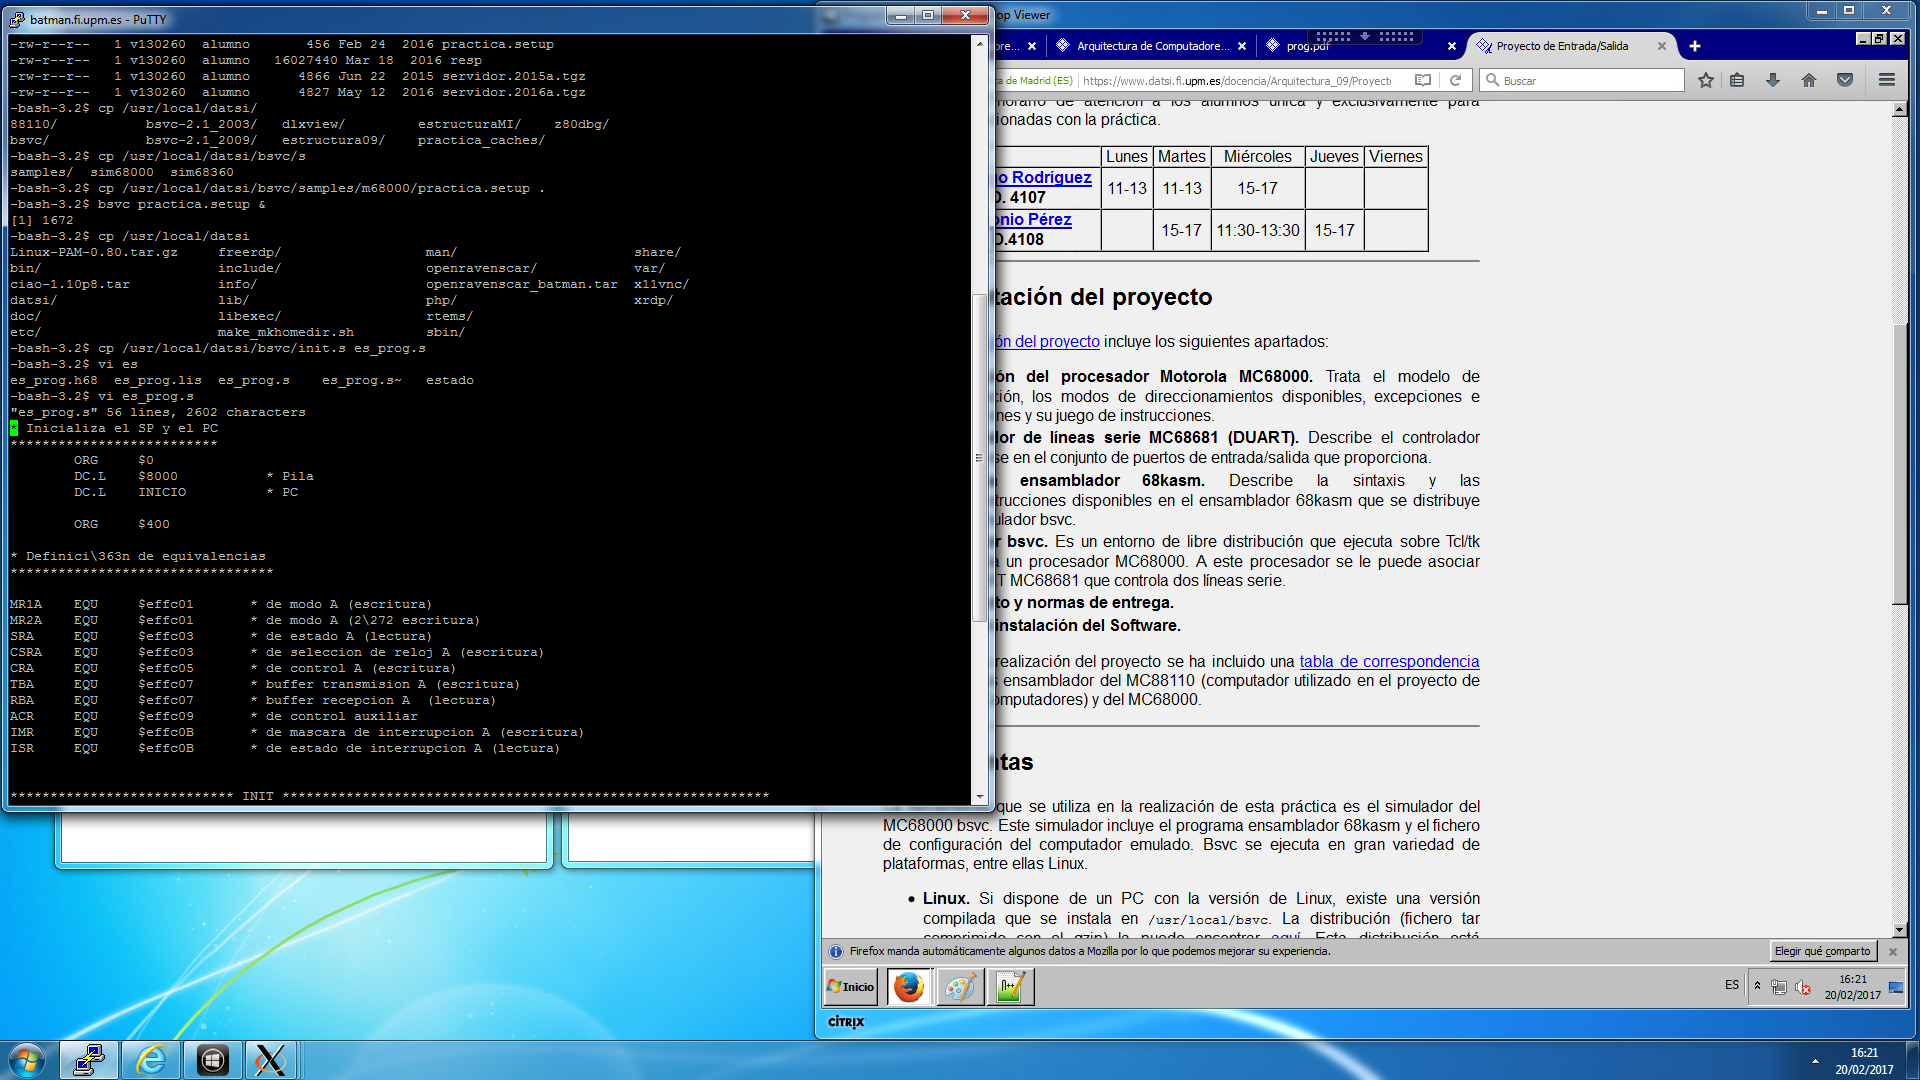 batman.fi.upm.es - PuTTY
-rw-r--r--   1 v130260  alumno       456 Feb 24  2016 practica.setup
-rw-r--r--   1 v130260  alumno   16027440 Mar 18  2016 resp
-rw-r--r--   1 v130260  alumno      4866 Jun 22  2015 servidor.2015a.tgz
-rw-r--r--   1 v130260  alumno      4827 May 12  2016 servidor.2016a.tgz
-bash-3.2$ cp /usr/local/datsi/
88110/           bsvc-2.1_2003/   dlxview/         estructuraMI/    z80dbg/
bsvc/            bsvc-2.1_2009/   estructura09/    practica_caches/
-bash-3.2$ cp /usr/local/datsi/bsvc/s
samples/  sim68000  sim68360
-bash-3.2$ cp /usr/local/datsi/bsvc/samples/m68000/practica.setup .
-bash-3.2$ bsvc practica.setup &
[1] 1672
-bash-3.2$ cp /usr/local/datsi
Linux-PAM-0.80.tar.gz     freerdp/                  man/                      share/
bin/                      include/                  openravenscar/            var/
ciao-1.10p8.tar           info/                     openravenscar_batman.tar  x11vnc/
datsi/                    lib/                      php/                      xrdp/
doc/                      libexec/                  rtems/
etc/                      make_mkhomedir.sh         sbin/
-bash-3.2$ cp /usr/local/datsi/bsvc/init.s es_prog.s
-bash-3.2$ vi es
es_prog.h68  es_prog.lis  es_prog.s    es_prog.s~   estado
-bash-3.2$ vi es_prog.s
"es_prog.s" 56 lines, 2602 characters
* Inicializa el SP y el PC
**************************
        ORG     $0
        DC.L    $8000           * Pila
        DC.L    INICIO          * PC
        ORG     $400
* Definici\363n de equivalencias
*********************************
MR1A    EQU     $effc01       * de modo A (escritura)
MR2A    EQU     $effc01       * de modo A (2\272 escritura)
SRA     EQU     $effc03       * de estado A (lectura)
CSRA    EQU     $effc03       * de seleccion de reloj A (escritura)
CRA     EQU     $effc05       * de control A (escritura)
TBA     EQU     $effc07       * buffer transmision A (escritura)
RBA     EQU     $effc07       * buffer recepcion A  (lectura)
ACR     EQU     $effc09       * de control auxiliar
IMR     EQU     $effc0B       * de mascara de interrupcion A (escritura)
ISR     EQU     $effc0B       * de estado de interrupcion A (lectura)
**************************** INIT *************************************************************
op Viewer
ore... Arquitectura de Computadore... prog.pdf Proyecto de Entrada/Salida
a de Madrid (ES) https://www.datsi.fi.upm.es/docencia/Arquitectura_09/Proyect Buscar
horario de atención a los alumnos única y exclusivamente para
ionadas con la práctica.
Lunes Martes Miércoles Jueves Viernes
o Rodríguez 11-13 11-13 15-17
D. 4107
onio Pérez 15-17 11:30-13:30 15-17
D.4108
tación del proyecto
ón del proyecto incluye los siguientes apartados:
ón del procesador Motorola MC68000. Trata el modelo de
ción, los modos de direccionamientos disponibles, excepciones e
nes y su juego de instrucciones.
dor de líneas serie MC68681 (DUART). Describe el controlador
se en el conjunto de puertos de entrada/salida que proporciona.
ensamblador 68kasm. Describe la sintaxis y las
trucciones disponibles en el ensamblador 68kasm que se distribuye
ulador bsvc.
r bsvc. Es un entorno de libre distribución que ejecuta sobre Tcl/tk
a un procesador MC68000. A este procesador se le puede asociar
T MC68681 que controla dos líneas serie.
to y normas de entrega.
instalación del Software.
realización del proyecto se ha incluido una tabla de correspondencia
s ensamblador del MC88110 (computador utilizado en el proyecto de
omputadores) y del MC68000.
ntas
que se utiliza en la realización de esta práctica es el simulador del
MC68000 bsvc. Este simulador incluye el programa ensamblador 68kasm y el fichero
de configuración del computador emulado. Bsvc se ejecuta en gran variedad de
plataformas, entre ellas Linux.
• Linux. Si dispone de un PC con la versión de Linux, existe una versión
compilada que se instala en /usr/local/bsvc. La distribución (fichero tar
comprimido con el gzip) la puede encontrar aquí. Esta distribución está
Firefox manda automáticamente algunos datos a Mozilla por lo que podemos mejorar su experiencia. Elegir qué comparto
Inicio ES 16:21
20/02/2017
CITRIX
16:21
20/02/2017